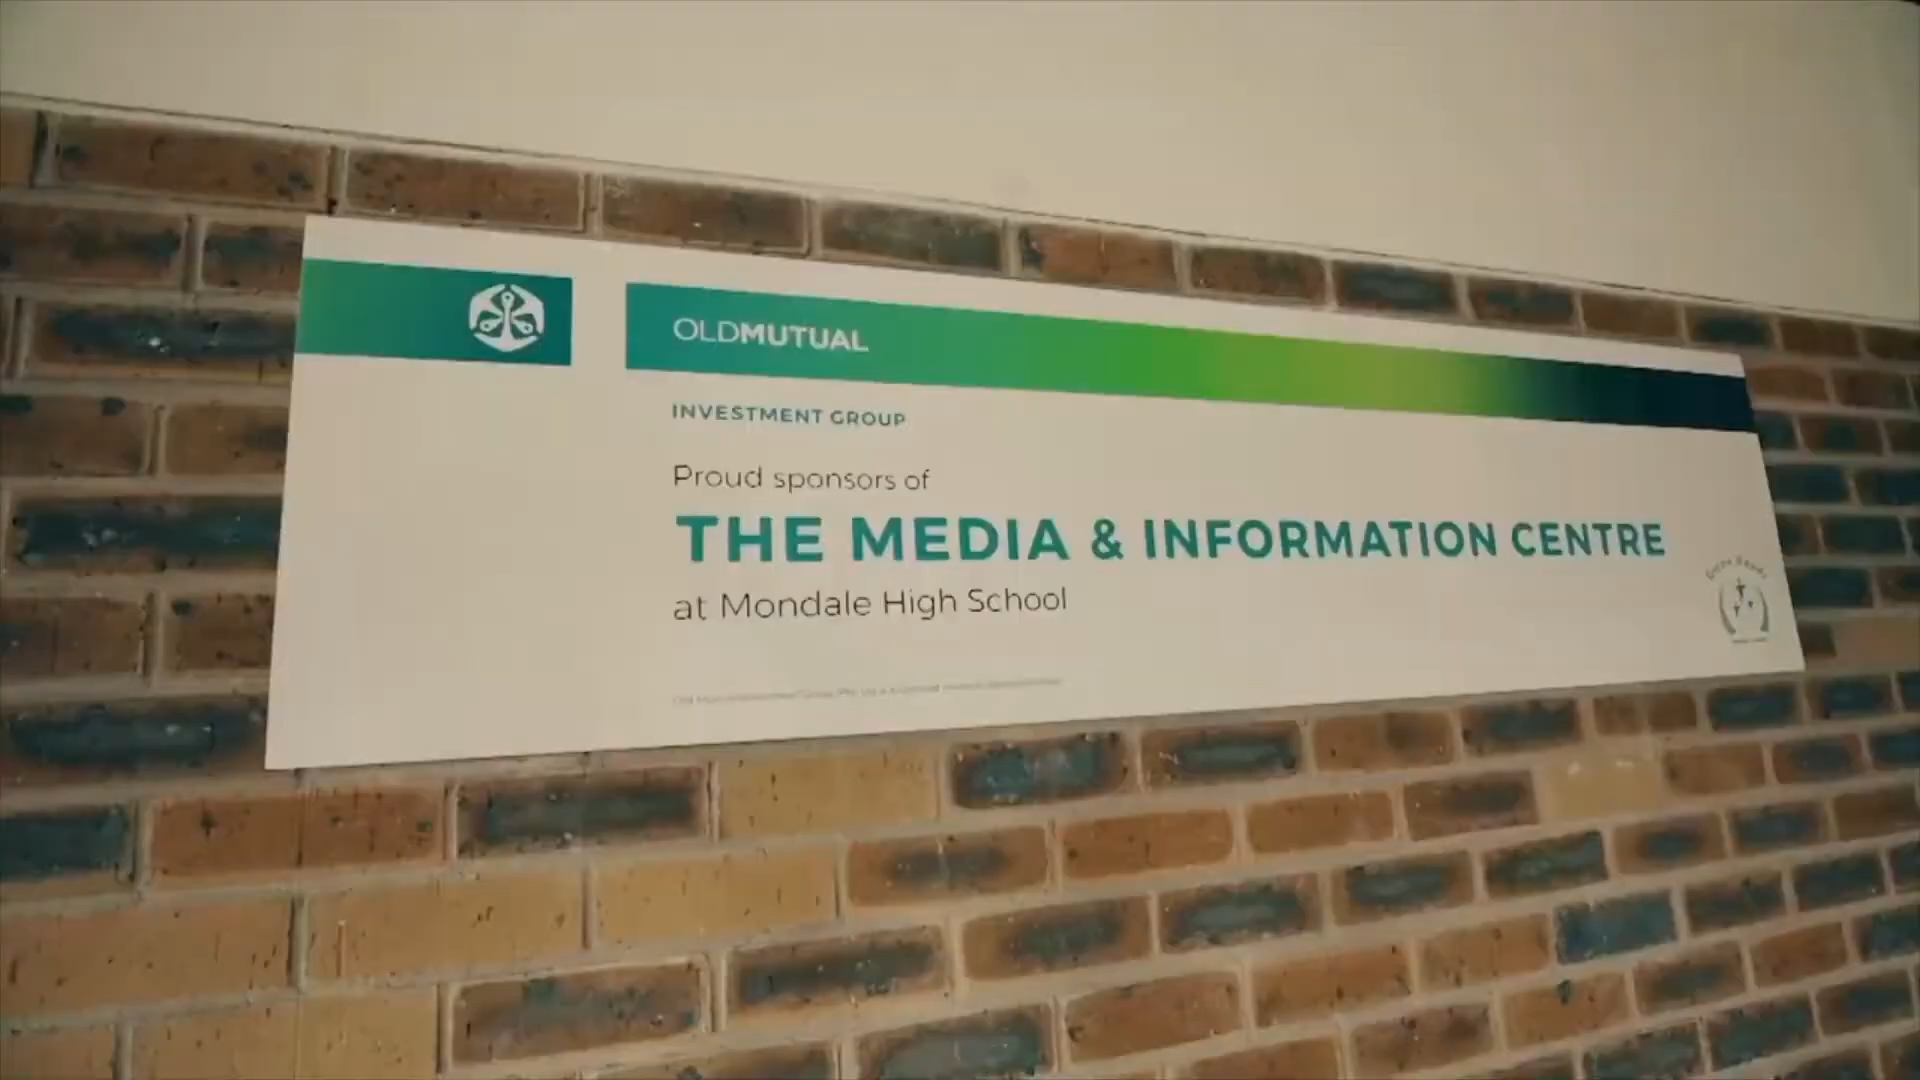 OLDMUTUAL
INVESTMENT GROUP
Proud sponsors of
THE MEDIA & INFORMATION CENTRE
at Mondale High School